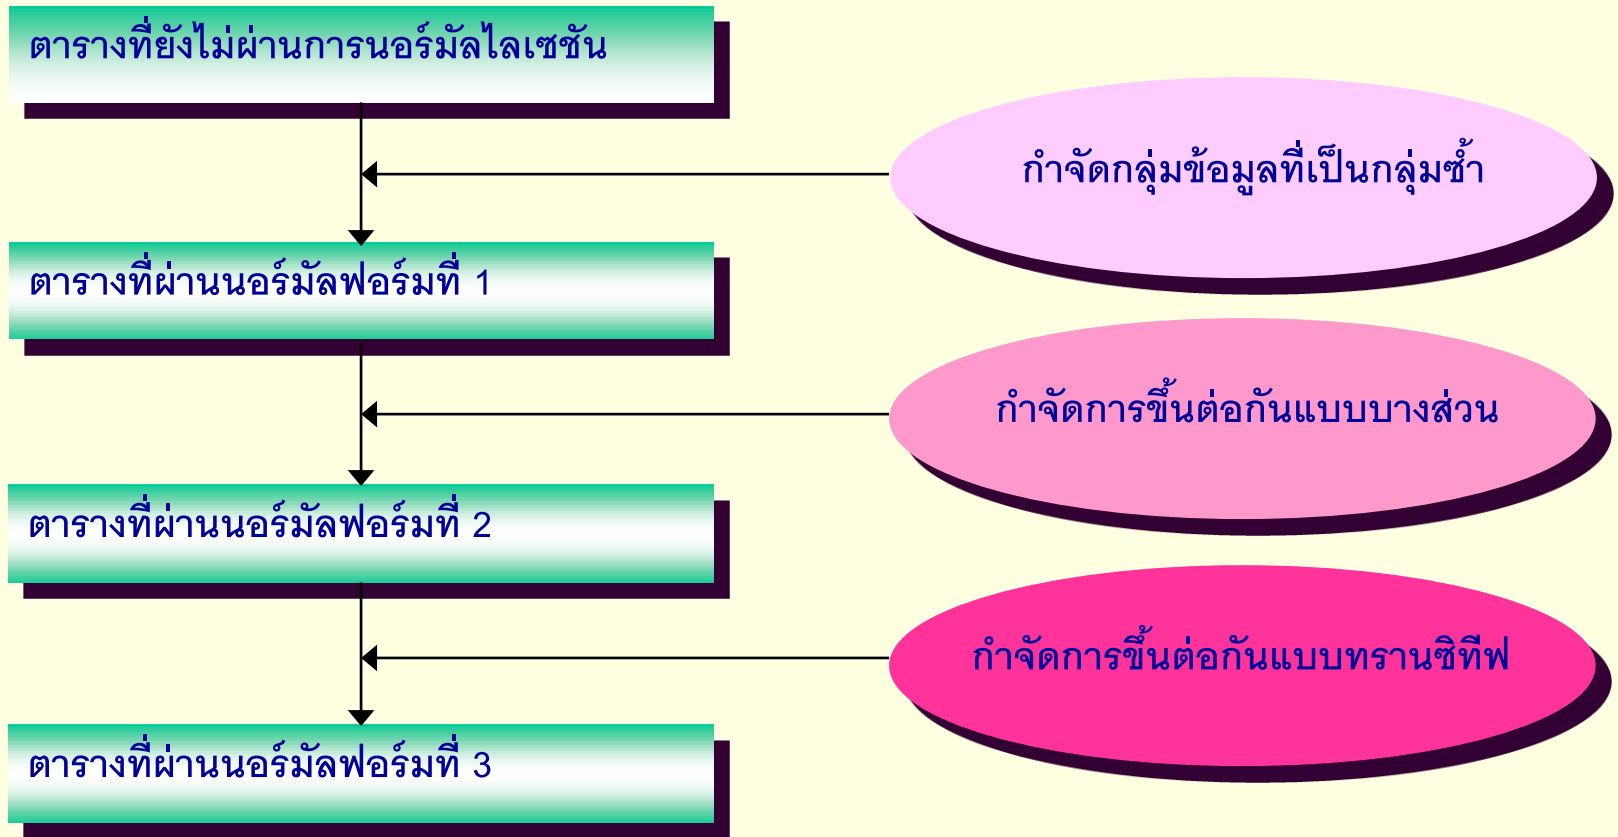 ตารางที่ยังไม่ผ่านการนอร์มัลไลเซชัน
กำจัดกลุ่มข้อมูลที่เป็นกลุ่มซ้ำ
ตารางที่ผ่านนอร์มัลฟอร์มที่ 1
กำจัดการขึ้นต่อกันแบบบางส่วน
ตารางที่ผ่านนอร์มัลฟอร์มที่ 2
กำจัดการขึ้นต่อกันแบบทรานซิทีฟ
ตารางที่ผ่านนอร์มัลฟอร์มที่ 3